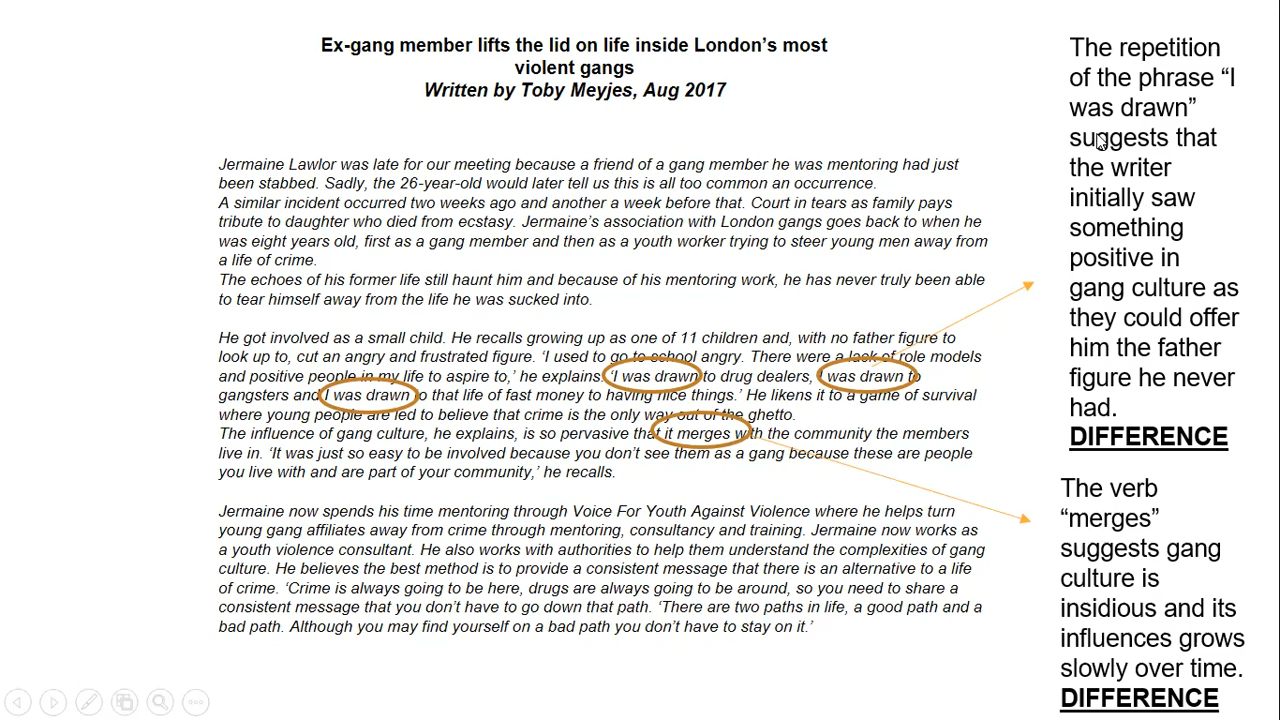 Ex-gang member lifts the lid on life inside London's most
violent gangs
Written by Toby Meyjes, Aug 2017
Jermaine Lawlor was late for our meeting because a friend of a gang member he was mentoring had just
been stabbed. Sadly, the 26-year-old would later tell us this is all too common an occurrence.
A similar incident occurred two weeks ago and another a week before that. Court in tears as family pays
tribute to daughter who died from ecstasy. Jermaine's association with London gangs goes back to when he
was eight years old, first as a gang member and then as a youth worker trying to steer young men away from
a life of crime.
The echoes of his former life still haunt him and because of his mentoring work, he has never truly been able
to tear himself away from the life he was sucked into.
He got involved as a small child. He recalls growing up as one of 11 children and, with no father figure to
look up to, cut an angry and frustrated figure. 'I used to go to school angry. There were a lack of role models
and positive people in my life to aspire to,' he explains. 'I was drawn to drug dealers, I was drawn to
gangsters and I was drawn to that life of fast money to having nice things.' He likens it to a game of survival
where young people are led to believe that crime is the only way out of the ghetto.
The influence of gang culture, he explains, is so pervasive that it merges with the community the members
live in. 'It was just so easy to be involved because you don't see them as a gang because these are people
you live with and are part of your community,' he recalls.
Jermaine now spends his time mentoring through Voice For Youth Against Violence where he helps turn
young gang affiliates away from crime through mentoring, consultancy and training. Jermaine now works as
a youth violence consultant. He also works with authorities to help them understand the complexities of gang
culture. He believes the best method is to provide a consistent message that there is an alternative to a life
of crime. 'Crime is always going to be here, drugs are always going to be around, so you need to share a
consistent message that you don't have to go down that path. 'There are two paths in life, a good path and a
bad path. Although you may find yourself on a bad path you don't have to stay on it.'
The repetition
of the phrase "I
was drawn"
suggests that
the writer
initially saw
something
positive in
gang culture as
they could offer
him the father
figure he never
had.
DIFFERENCE
The verb
"merges"
suggests gang
culture is
insidious and its
influences grows
slowly over time.
DIFFERENCE